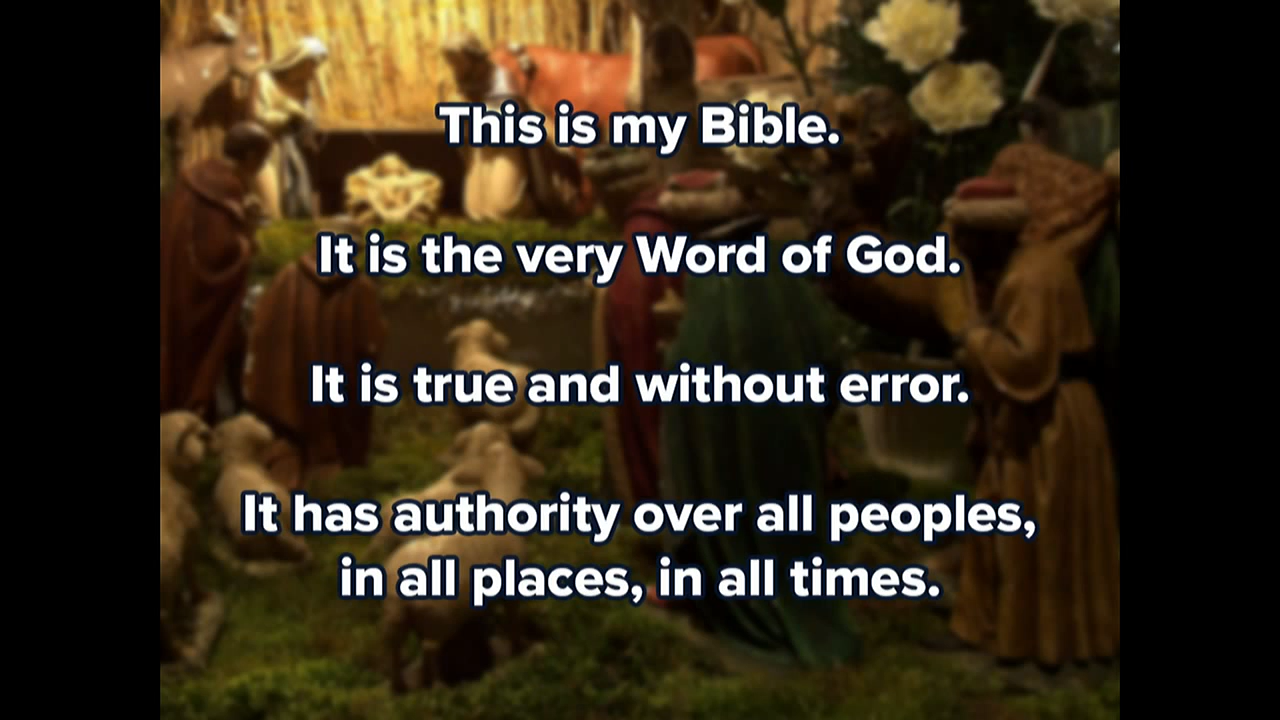 This is my Bible.
It is the very Word of God.
It is true and without error.
It has authority over all peoples,
in all places, in all times.